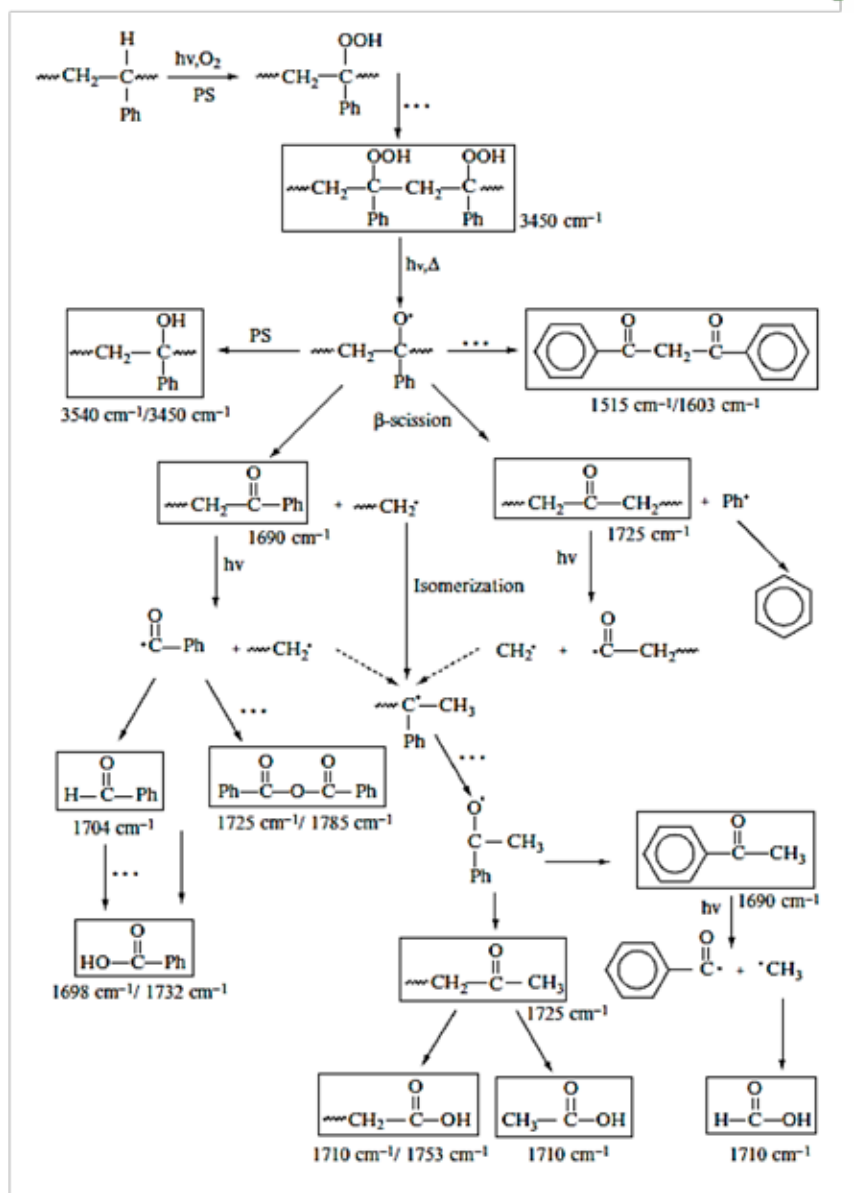 H
OOH
~CH2—C~ hν,O2 ~CH2—C~
PS
Ph
Ph
...
OOH OOH
~CH2—C—CH2—C~
Ph Ph
3450 cm⁻¹
hν,Δ
OH
~CH2—C~
Ph
3540 cm⁻¹/3450 cm⁻¹
PS
O•
~CH2—C~
Ph
...
O O
C—CH2—C
1515 cm⁻¹/1603 cm⁻¹
β-scission
O
~CH2—C—Ph
1690 cm⁻¹
+ ~CH2•
O
~CH2—C—CH2~
1725 cm⁻¹
+ Ph•
hν
Isomerization
hν
O
•C—Ph
+ ~CH2•
CH2• +
O
•C—CH2~
~C•—CH3
Ph
...
...
O
H—C—Ph
1704 cm⁻¹
O O
Ph—C—O—C—Ph
1725 cm⁻¹/ 1785 cm⁻¹
O•
C—CH3
Ph
O
C—CH3
1690 cm⁻¹
hν
...
O
HO—C—Ph
1698 cm⁻¹/ 1732 cm⁻¹
O
~CH2—C—CH3
1725 cm⁻¹
O
C• + •CH3
O
~CH2—C—OH
1710 cm⁻¹/ 1753 cm⁻¹
O
CH3—C—OH
1710 cm⁻¹
O
H—C—OH
1710 cm⁻¹